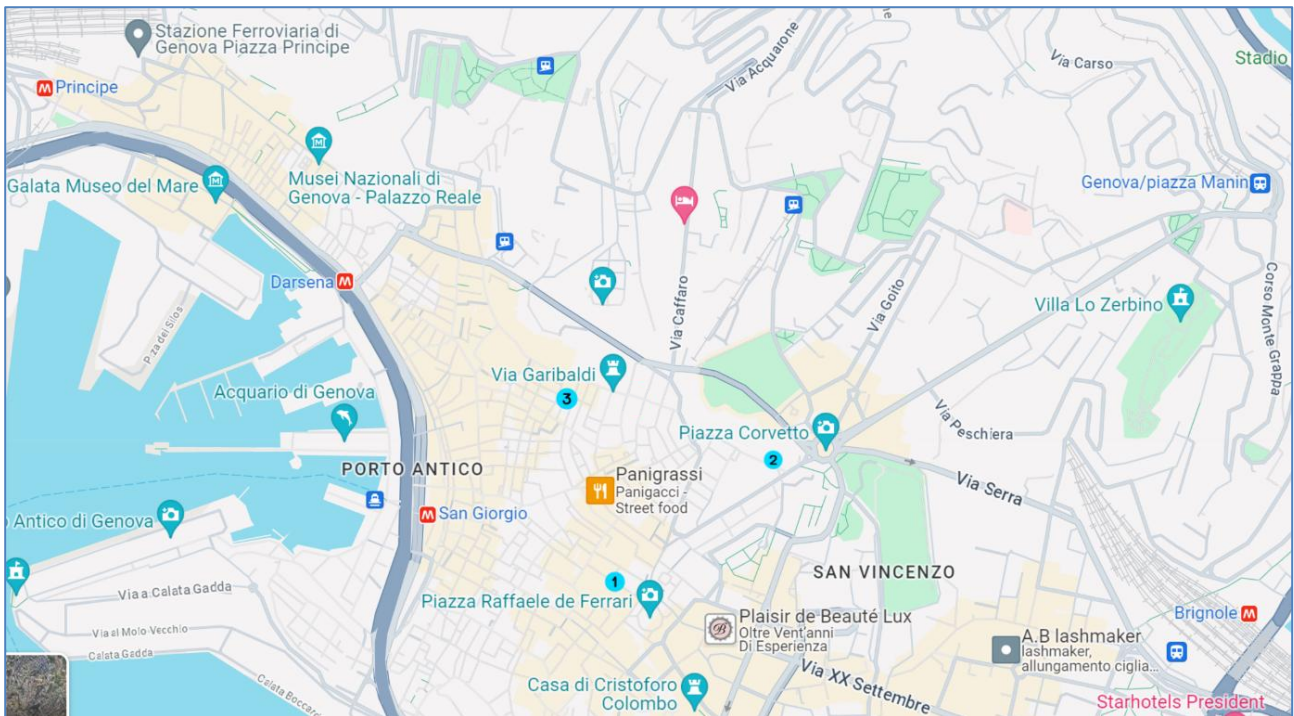 Stazione Ferroviaria di
Genova Piazza Principe
Via Acquarone
Via Carso
Stadio
Principe
Musei Nazionali di
Genova - Palazzo Reale
Galata Museo del Mare
Genova/piazza Manin
Darsena
P.za dei Silos
Via Caffaro
Via Goito
Villa Lo Zerbino
Corso Monte Grappa
Via Garibaldi
3
Acquario di Genova
Piazza Corvetto
2
Via Peschiera
PORTO ANTICO
Panigrassi
Panigacci -
Street food
Via Serra
San Giorgio
Antico di Genova
1
SAN VINCENZO
Via a Calata Gadda
Piazza Raffaele de Ferrari
Plaisir de Beauté Lux
Oltre Vent'anni
Di Esperienza
Brignole
Via al Molo Vecchio
A.B lashmaker
lashmaker,
allungamento ciglia...
Calata Gadda
Via XX Settembre
Casa di Cristoforo
Colombo
Starhotels President